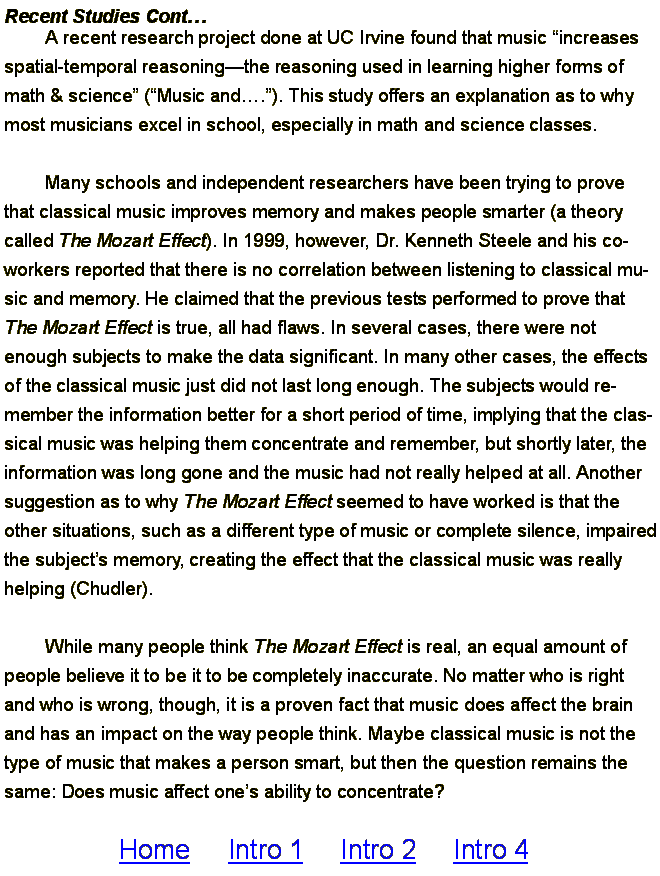 Recent Studies Cont…
A recent research project done at UC Irvine found that music “increases
spatial-temporal reasoning—the reasoning used in learning higher forms of
math & science” (“Music and….”). This study offers an explanation as to why
most musicians excel in school, especially in math and science classes.
Many schools and independent researchers have been trying to prove
that classical music improves memory and makes people smarter (a theory
called The Mozart Effect). In 1999, however, Dr. Kenneth Steele and his co-
workers reported that there is no correlation between listening to classical mu-
sic and memory. He claimed that the previous tests performed to prove that
The Mozart Effect is true, all had flaws. In several cases, there were not
enough subjects to make the data significant. In many other cases, the effects
of the classical music just did not last long enough. The subjects would re-
member the information better for a short period of time, implying that the clas-
sical music was helping them concentrate and remember, but shortly later, the
information was long gone and the music had not really helped at all. Another
suggestion as to why The Mozart Effect seemed to have worked is that the
other situations, such as a different type of music or complete silence, impaired
the subject’s memory, creating the effect that the classical music was really
helping (Chudler).
While many people think The Mozart Effect is real, an equal amount of
people believe it to be it to be completely inaccurate. No matter who is right
and who is wrong, though, it is a proven fact that music does affect the brain
and has an impact on the way people think. Maybe classical music is not the
type of music that makes a person smart, but then the question remains the
same: Does music affect one’s ability to concentrate?
Home Intro 1 Intro 2 Intro 4